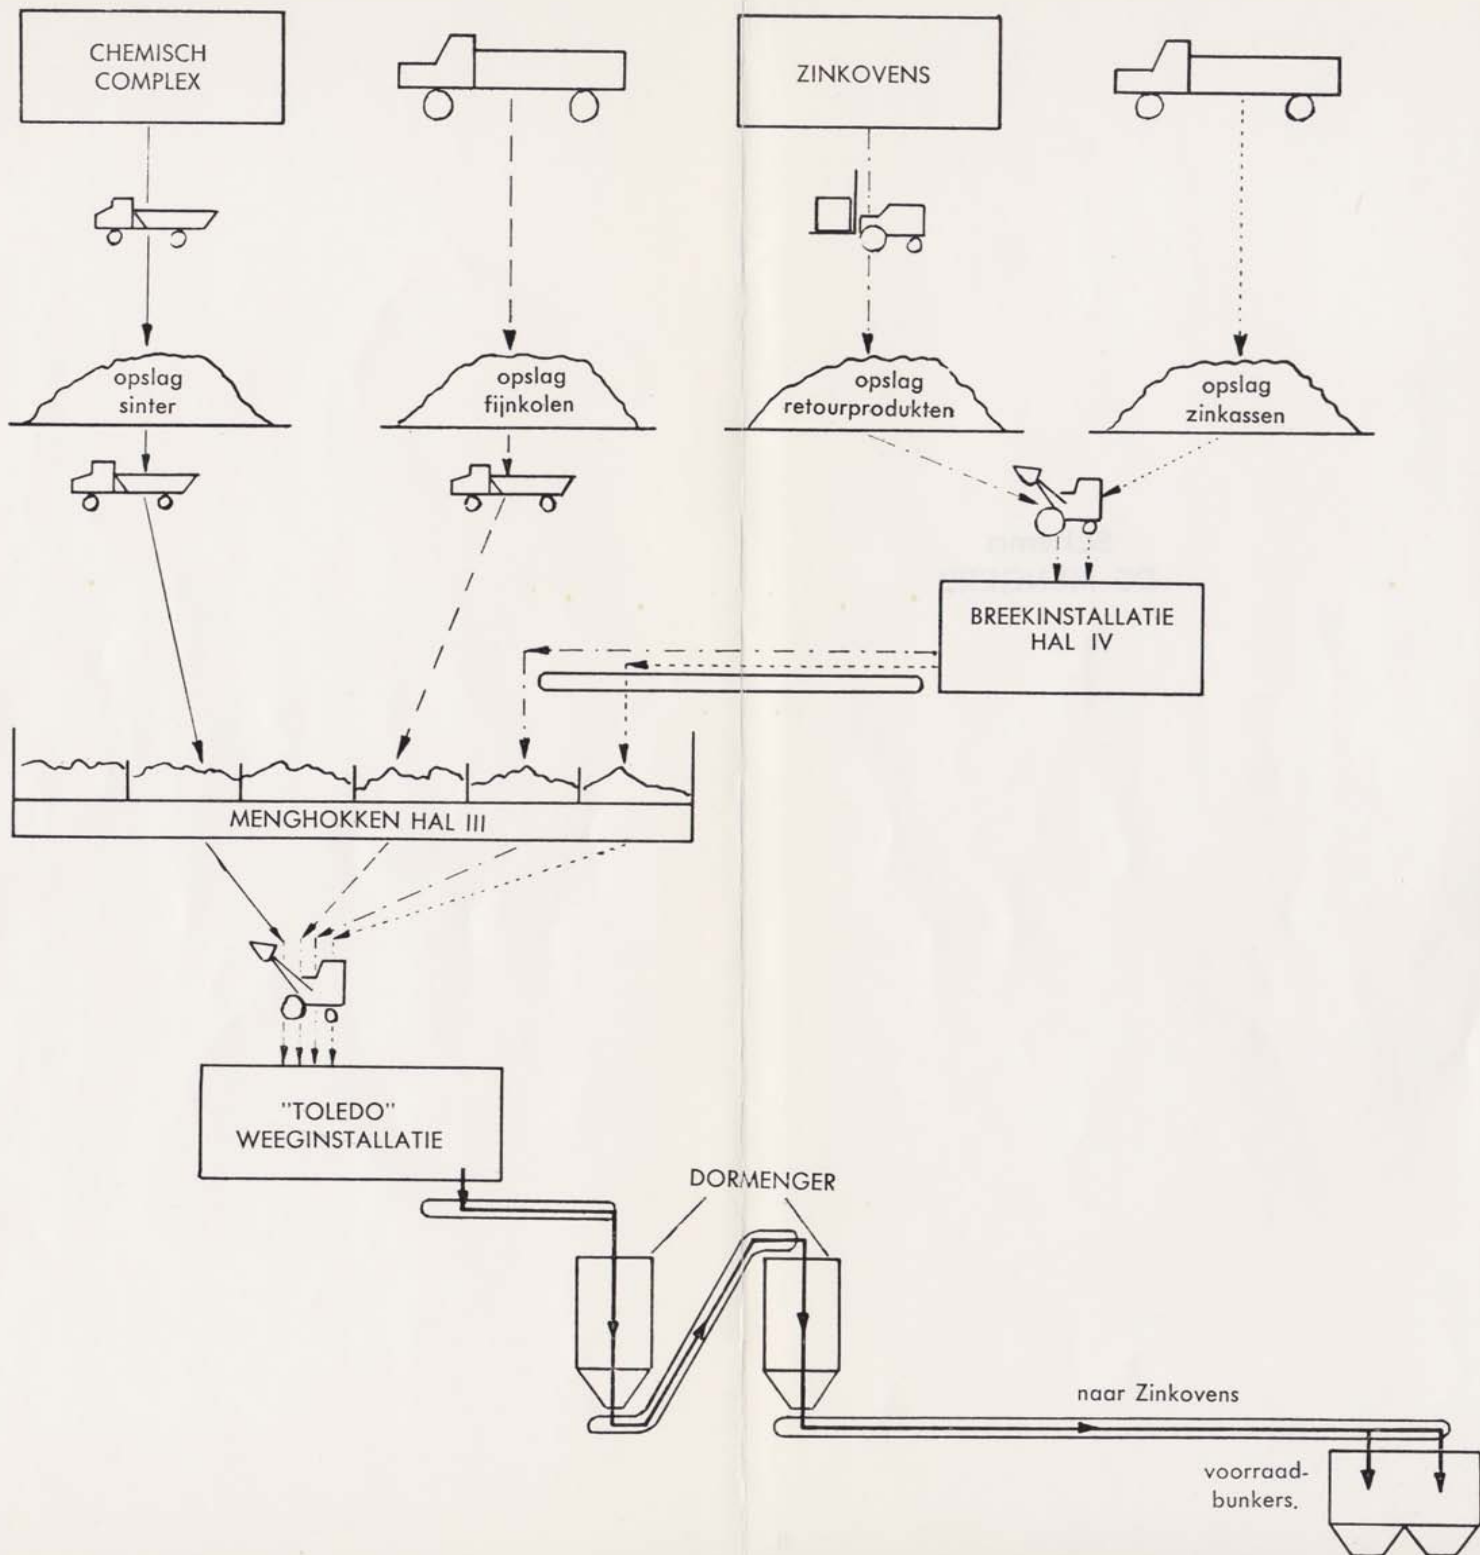 CHEMISCH
COMPLEX
ZINKOVENS
opslag
sinter
opslag
fijnkolen
opslag
retourprodukten
opslag
zinkassen
BREEKINSTALLATIE
HAL IV
MENGHOKKEN HAL III
"TOLEDO"
WEEGINSTALLATIE
DORMENGER
naar Zinkovens
voorraad-
bunkers.